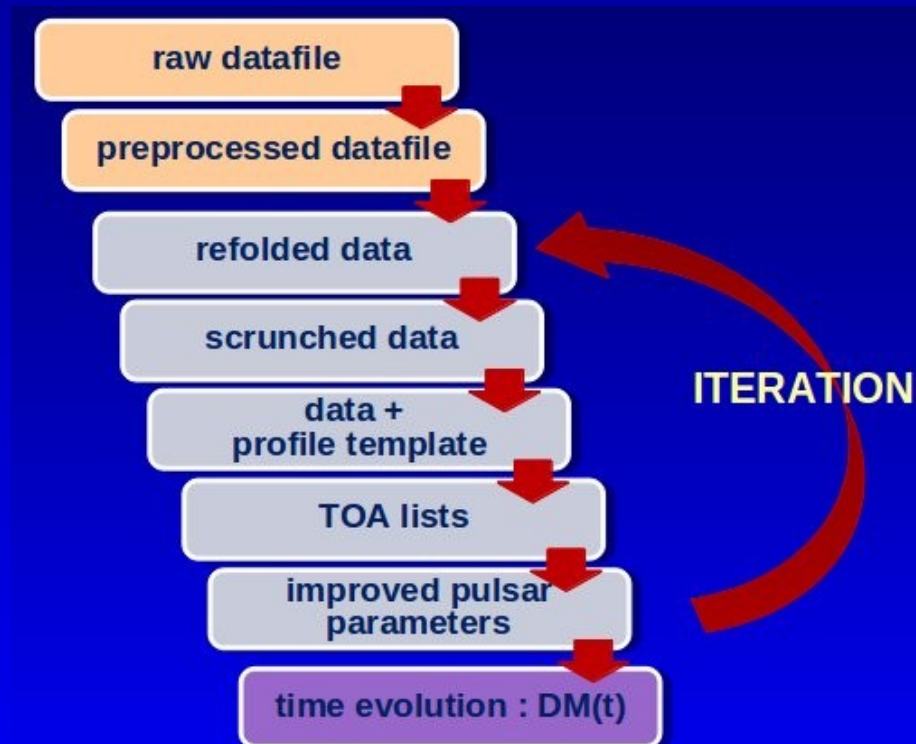 raw datafile
preprocessed datafile
refolded data
scrunched data
ITERATION
data +
profile template
TOA lists
improved pulsar
parameters
time evolution : DM(t)